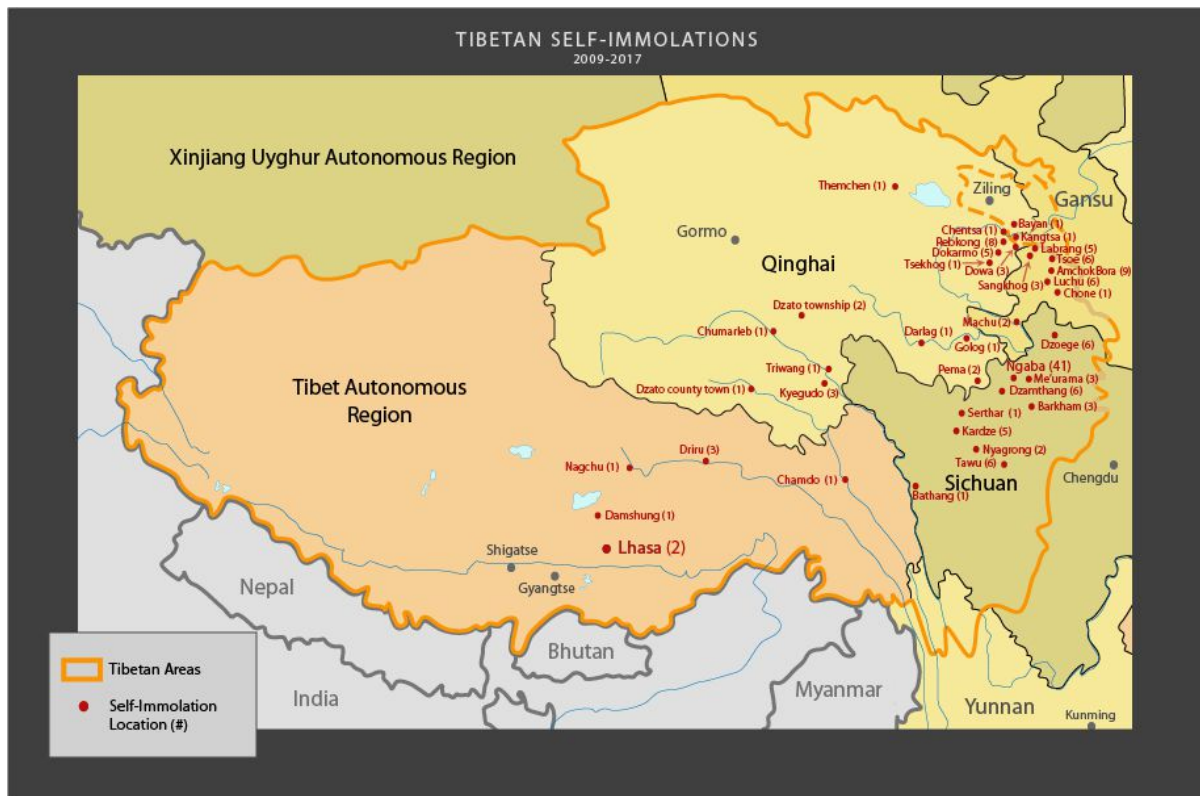 TIBETAN SELF-IMMOLATIONS
2009-2017
Xinjiang Uyghur Autonomous Region
Themchen (1)
Ziling
Gansu
Gormo
Qinghai
Bayan (1)
Chentsa (1)
Kangtsa (1)
Rebkong (8)
Labrang (5)
Dokarmo (5)
Tsoe (6)
Tsekhog (1)
Dowa (3)
AmchokBora (9)
Sangkhog (3)
Luchu (6)
Chone (1)
Dzato township (2)
Chumarleb (1)
Darlag (1)
Machu (2)
Golog (1)
Dzoege (6)
Triwang (1)
Pema (2)
Ngaba (41)
Me'urama (3)
Dzato county town (1)
Kyegudo (3)
Dzamthang (6)
Serthar (1)
Barkham (3)
Kardze (5)
Nyagrong (2)
Tawu (6)
Sichuan
Chengdu
Bathang (1)
Tibet Autonomous
Region
Driru (3)
Nagchu (1)
Chamdo (1)
Damshung (1)
Lhasa (2)
Shigatse
Gyangtse
Nepal
Bhutan
India
Myanmar
Yunnan
Kunming
Tibetan Areas
Self-Immolation
Location (#)